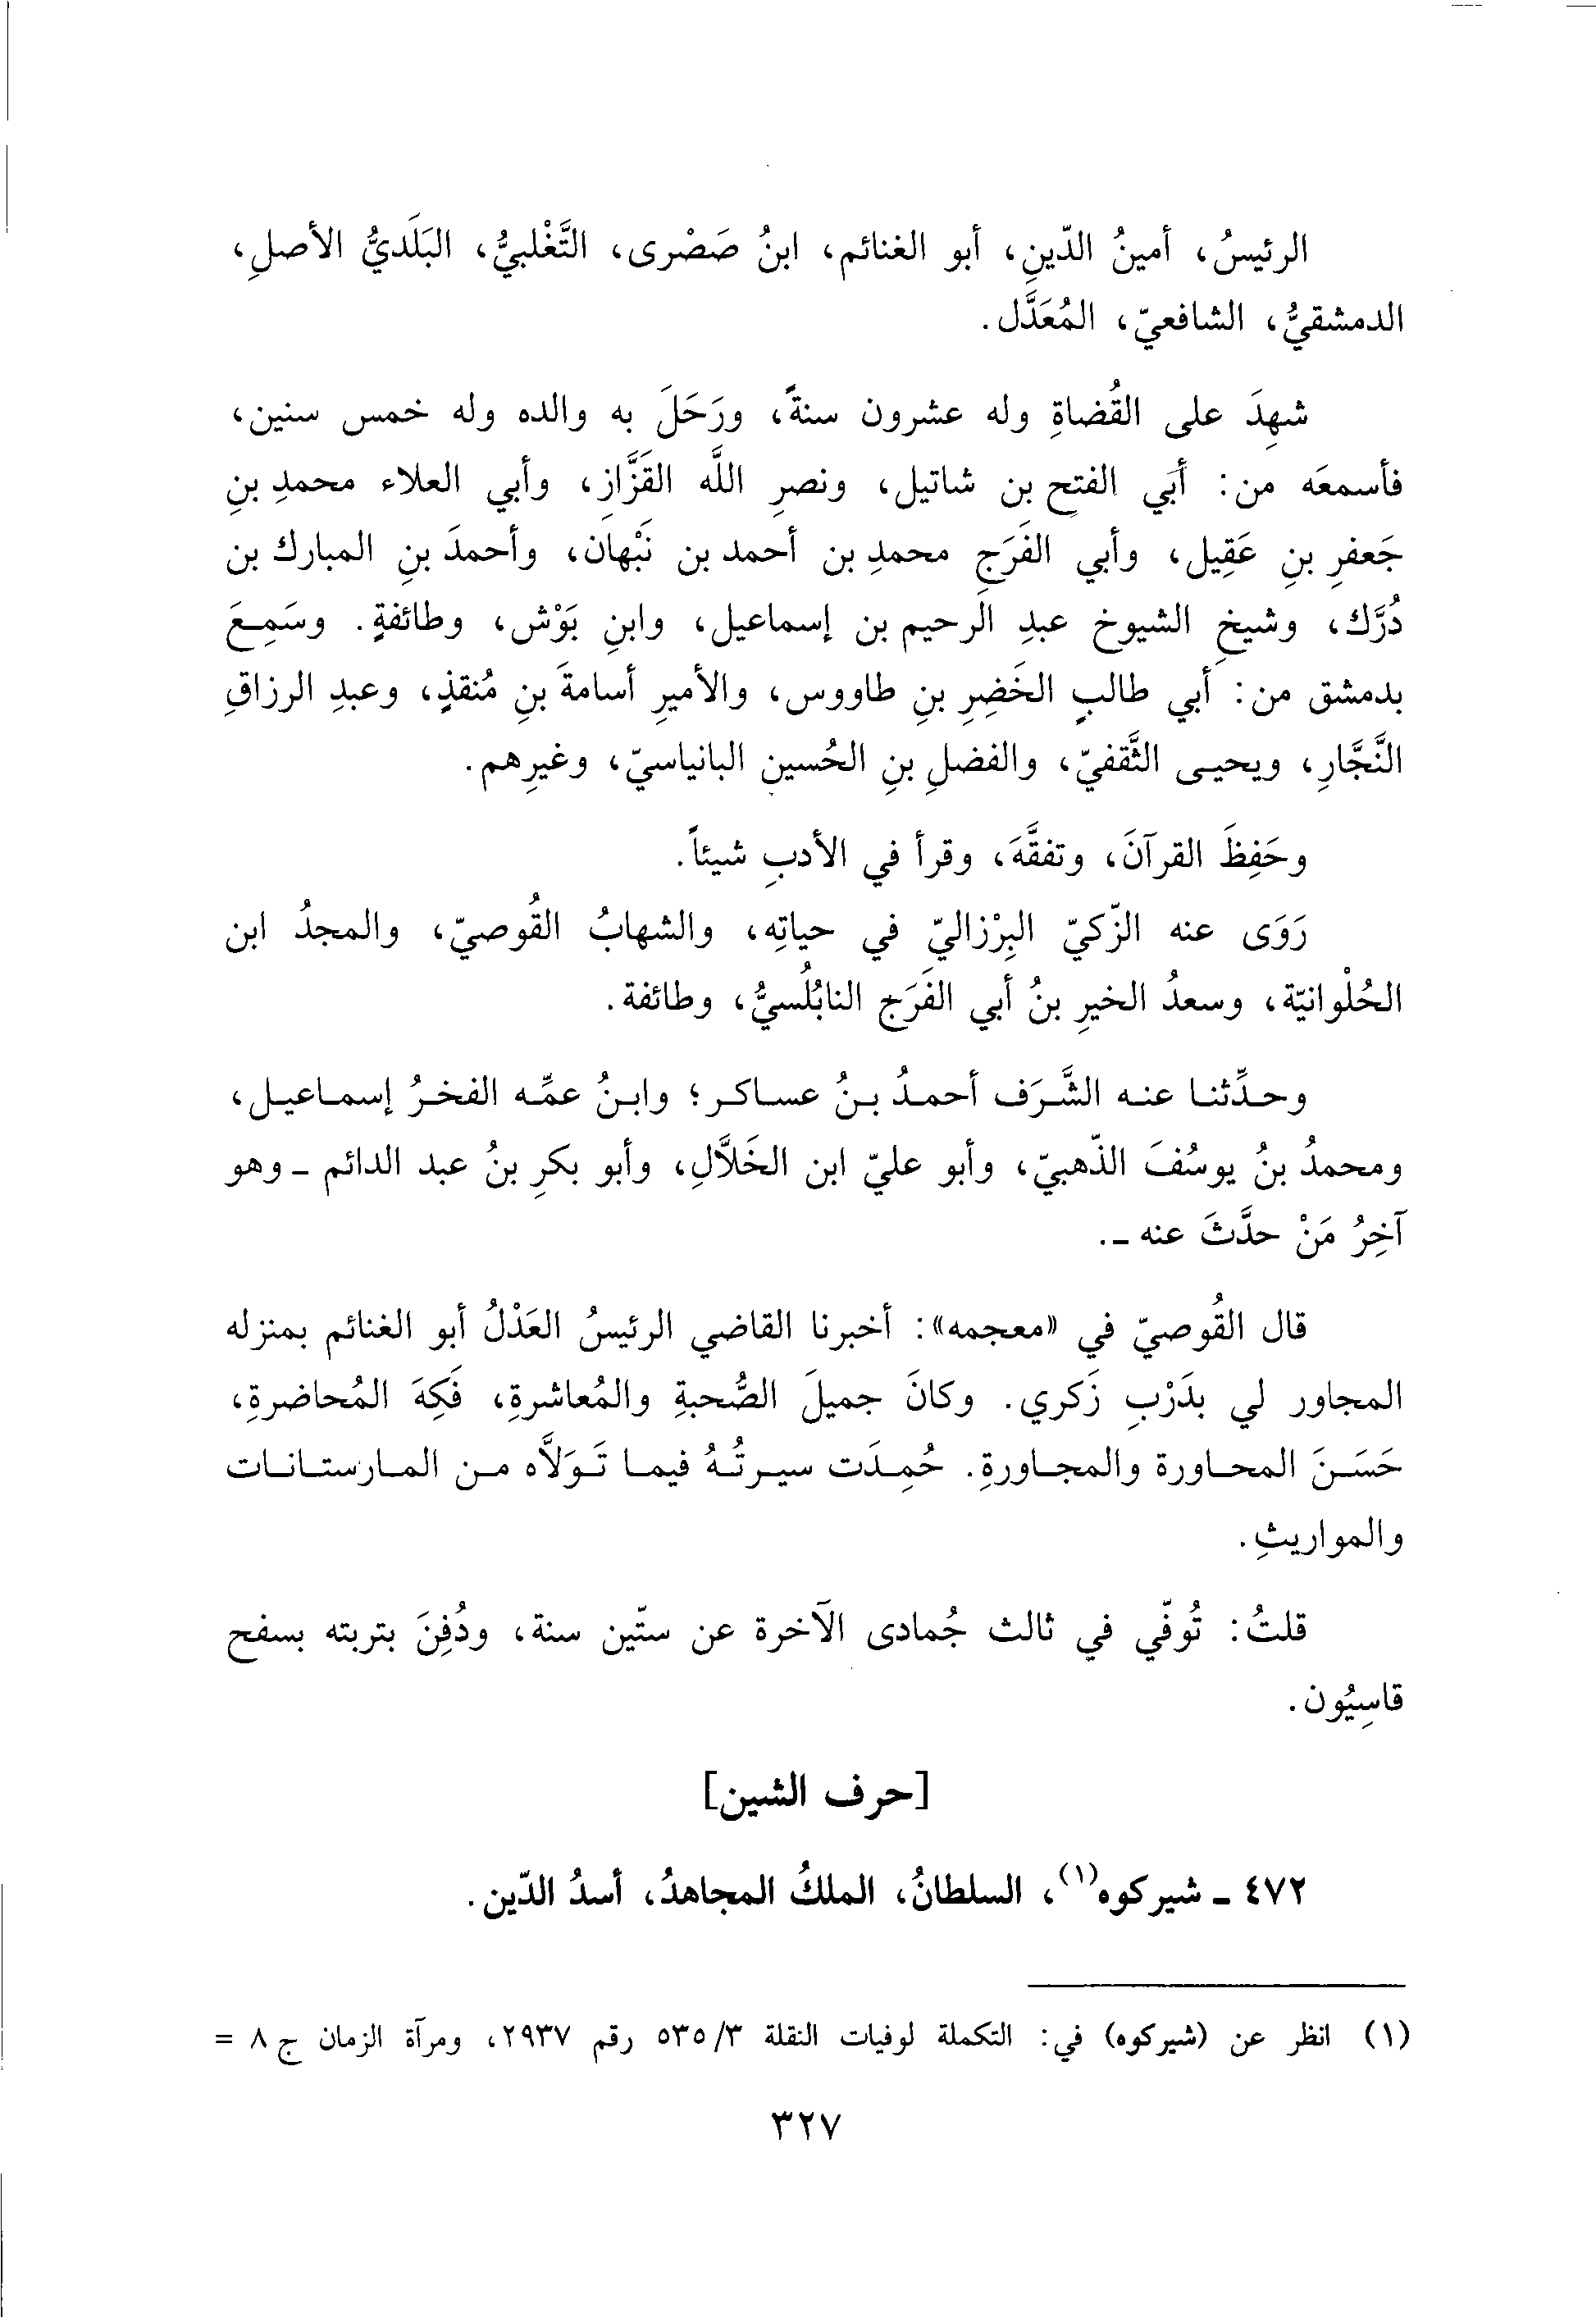 الرئيسُ، أمينُ الدّينِ، أبو الغنائم، ابنُ صَصْرى، التَّغْلبيُّ، البَلَديُّ الأصلِ،
الدمشقيُّ، الشافعيّ، المُعَدَّل.
شهِدَ على القُضاةِ وله عشرون سنةً، ورَحَلَ به والده وله خمس سنين،
فأسمعَه من: أبي الفتحِ بن شاتيل، ونصرِ اللَّه القَزَّازِ، وأبي العلاء محمدِ بنِ
جَعفرِ بنِ عَقِيل، وأبي الفَرَجِ محمدِ بن أحمد بن نَبْهان، وأحمدَ بنِ المبارك بن
دُرَّك، وشيخِ الشيوخ عبدِ الرحيم بن إسماعيل، وابنِ بَوْش، وطائفةٍ. وسَمِعَ
بدمشق من: أبي طالبٍ الخَضِرِ بنِ طاووس، والأميرِ أسامةَ بنِ مُنقذٍ، وعبدِ الرزاقِ
النَّجَّارِ، ويحيى الثَّقفيّ، والفضلِ بنِ الحُسينِ البانياسيّ، وغيرِهم.
وحَفِظَ القرآنَ، وتفقَّهَ، وقرأ في الأدبِ شيئاً.
رَوَى عنه الزّكيّ البِرْزاليّ في حياتِه، والشهابُ القُوصيّ، والمجدُ ابن
الحُلْوانيّة، وسعدُ الخيرِ بنُ أبي الفَرَج النابُلُسيُّ، وطائفة.
وحدَّثنا عنه الشَّرَف أحمدُ بنُ عساكر؛ وابنُ عمِّه الفخرُ إسماعيل،
ومحمدُ بنُ يوسُفَ الذّهبيّ، وأبو عليّ ابن الخَلاَّلِ، وأبو بكرِ بنُ عبد الدائم ـ وهو
آخِرُ مَنْ حدَّثَ عنه ـ.
قال القُوصيّ في «معجمه»: أخبرنا القاضي الرئيسُ العَدْلُ أبو الغنائم بمنزله
المجاور لي بدَرْبِ زَكري. وكانَ جميلَ الصُّحبةِ والمُعاشرةِ، فَكِهَ المُحاضرةِ،
حَسَنَ المحاورة والمجاورةِ. حُمِدَت سيرتُهُ فيما تَوَلاَّه من المارستانات
والمواريثِ.
قلتُ: تُوفّي في ثالث جُمادى الآخرة عن ستّين سنة، ودُفِنَ بتربته بسفح
قاسِيُون.
[حرف الشين]
٤٧٢ ـ شيركوه(١)، السلطانُ، الملكُ المجاهدُ، أسدُ الدّين.
(١) انظر عن (شيركوه) في: التكملة لوفيات النقلة ٥٣٥/٣ رقم ٢٩٣٧، ومرآة الزمان ج ٨ =
٣٢٧